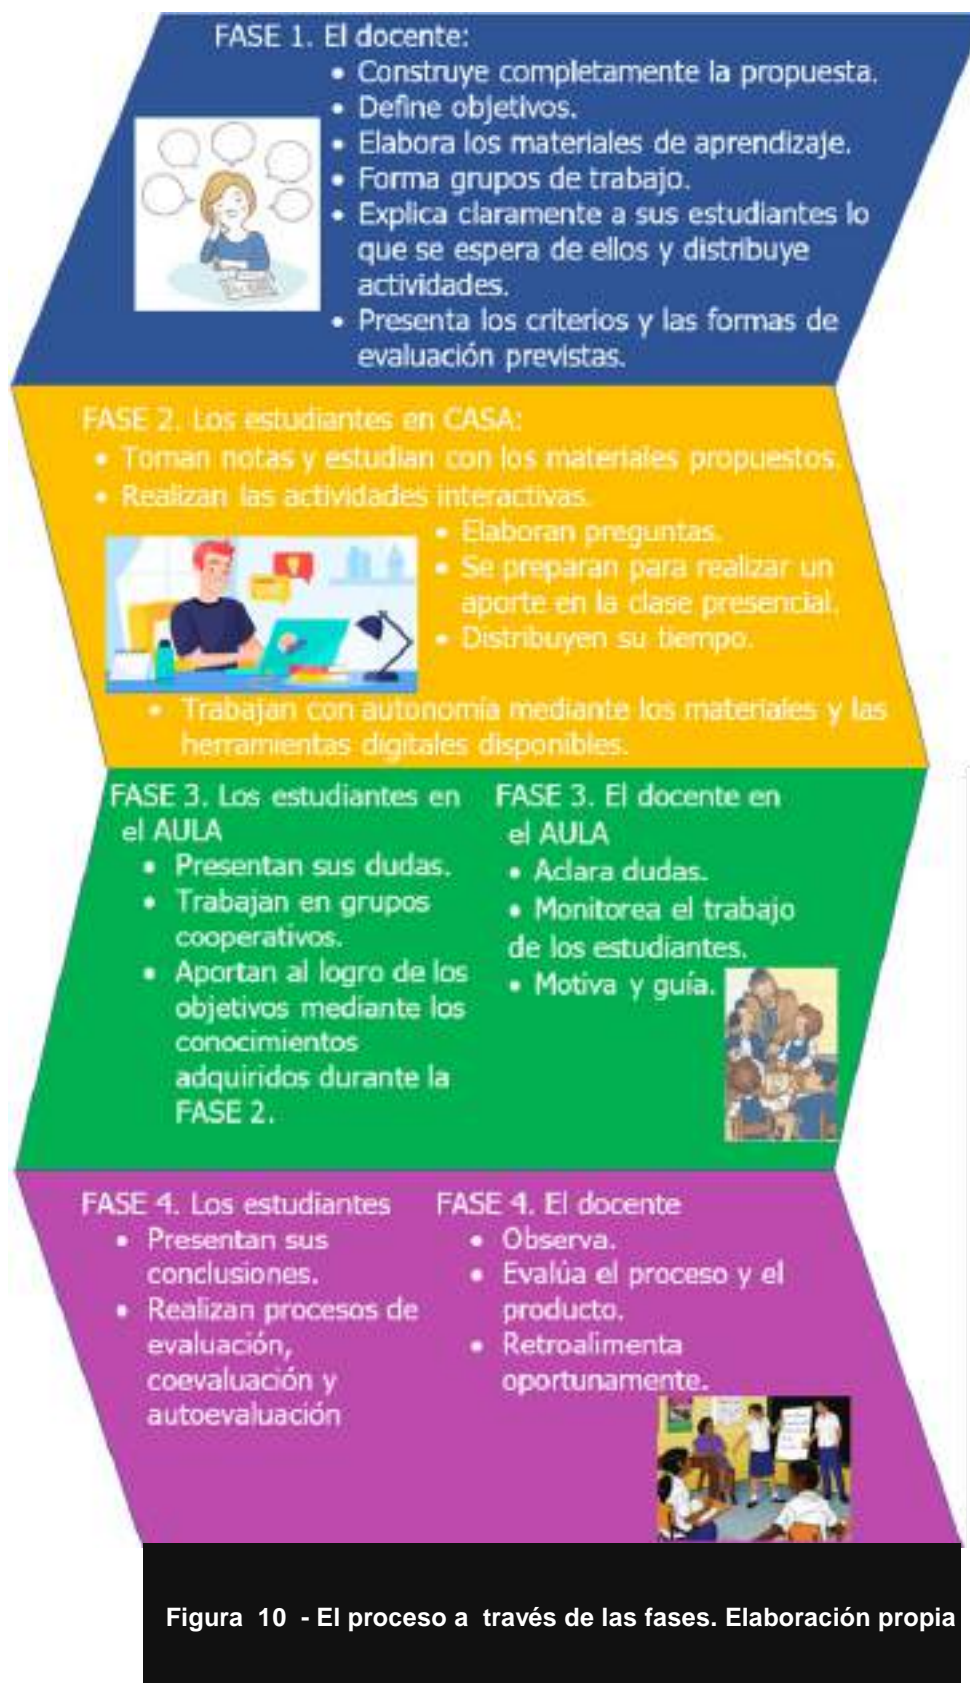 FASE 1. El docente:
• Construye completamente la propuesta.
• Define objetivos.
• Elabora los materiales de aprendizaje.
• Forma grupos de trabajo.
• Explica claramente a sus estudiantes lo
que se espera de ellos y distribuye
actividades.
• Presenta los criterios y las formas de
evaluación previstas.
FASE 2. Los estudiantes en CASA:
• Toman notas y estudian con los materiales propuestos.
• Realizan las actividades interactivas.
• Elaboran preguntas.
• Se preparan para realizar un
aporte en la clase presencial.
• Distribuyen su tiempo.
• Trabajan con autonomía mediante los materiales y las
herramientas digitales disponibles.
FASE 3. Los estudiantes en
el AULA
• Presentan sus dudas.
• Trabajan en grupos
cooperativos.
• Aportan al logro de los
objetivos mediante los
conocimientos
adquiridos durante la
FASE 2.
FASE 3. El docente en
el AULA
• Aclara dudas.
• Monitorea el trabajo
de los estudiantes.
• Motiva y guía.
FASE 4. Los estudiantes
• Presentan sus
conclusiones.
• Realizan procesos de
evaluación,
coevaluación y
autoevaluación
FASE 4. El docente
• Observa.
• Evalúa el proceso y el
producto.
• Retroalimenta
oportunamente.
Figura 10 - El proceso a través de las fases. Elaboración propia